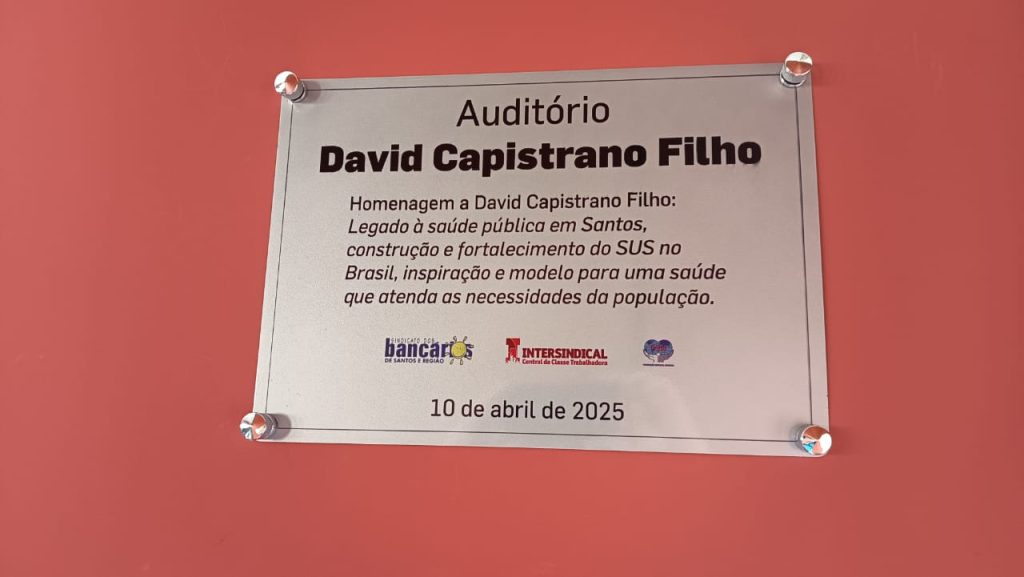 Auditório
David Capistrano Filho
Homenagem a David Capistrano Filho:
Legado à saúde pública em Santos,
construção e fortalecimento do SUS no
Brasil, inspiração e modelo para uma saúde
que atenda as necessidades da população.
SINDICATO DOS
bancários
DE SANTOS E REGIÃO
INTERSINDICAL
Central da Classe Trabalhadora
10 de abril de 2025